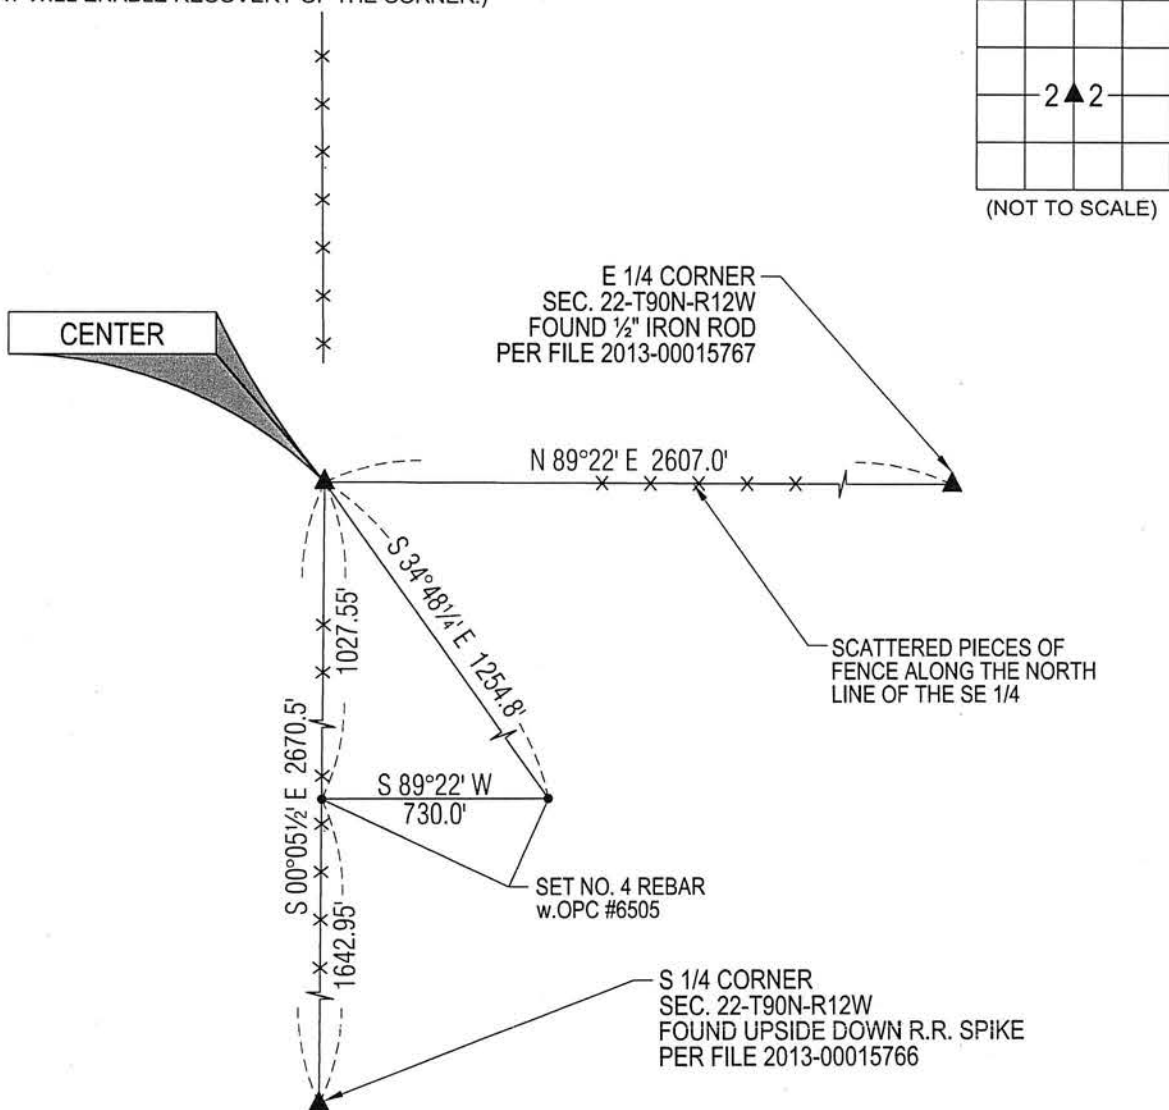 WILL ENABLE RECOVERY OF THE CORNER.)
2 2
(NOT TO SCALE)
E 1/4 CORNER
SEC. 22-T90N-R12W
FOUND ½" IRON ROD
PER FILE 2013-00015767
CENTER
N 89°22' E 2607.0'
S 34°48¼' E 1254.8'
1027.55'
SCATTERED PIECES OF
FENCE ALONG THE NORTH
LINE OF THE SE 1/4
S 00°05½' E 2670.5'
S 89°22' W
730.0'
SET NO. 4 REBAR
w.OPC #6505
1642.95'
S 1/4 CORNER
SEC. 22-T90N-R12W
FOUND UPSIDE DOWN R.R. SPIKE
PER FILE 2013-00015766